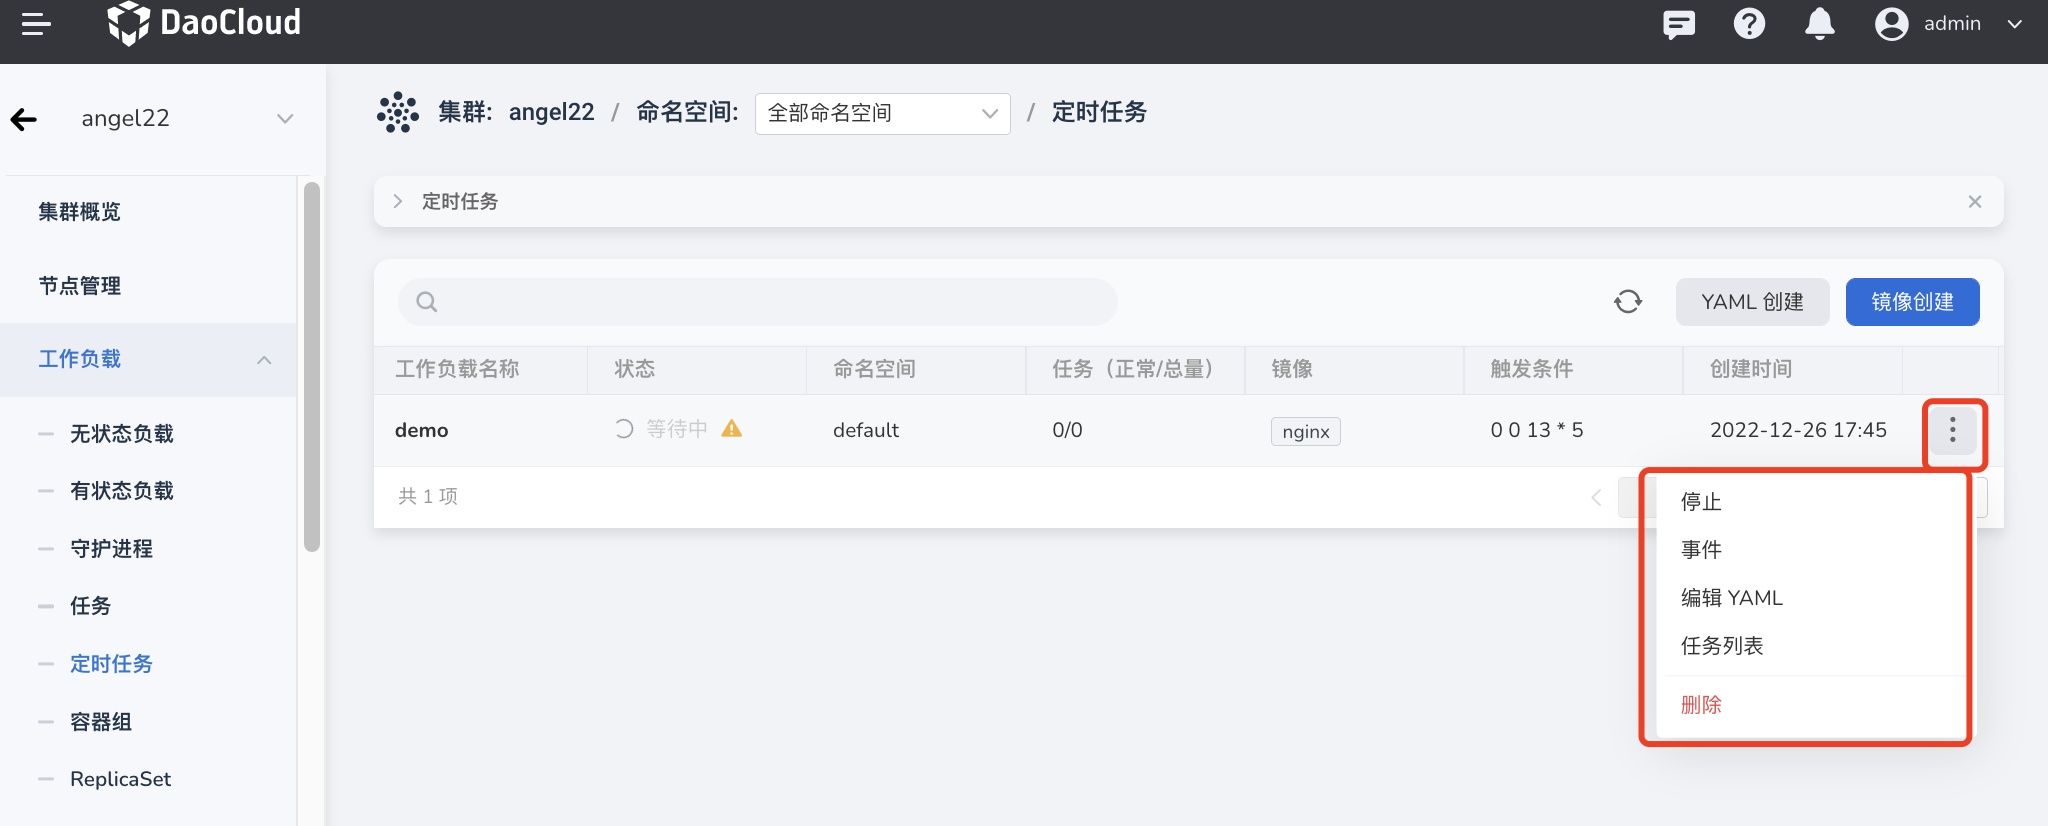 DaoCloud
admin
angel22
集群: angel22 / 命名空间: 全部命名空间 / 定时任务
集群概览
节点管理
工作负载
无状态负载
有状态负载
守护进程
任务
定时任务
容器组
ReplicaSet
定时任务
YAML 创建
镜像创建
工作负载名称 状态 命名空间 任务（正常/总量） 镜像 触发条件 创建时间
demo 等待中 default 0/0 nginx 0 0 13 * 5 2022-12-26 17:45
共 1 项
停止
事件
编辑 YAML
任务列表
删除